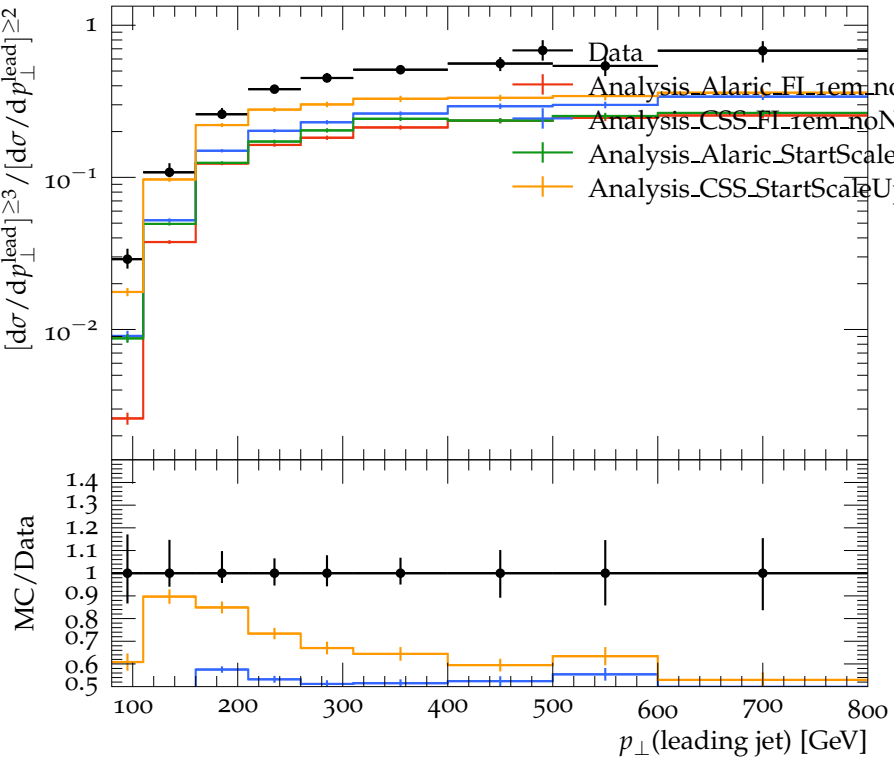 [dσ/dp⊥^lead]≥3 / [dσ/dp⊥^lead]≥2
1
10−1
10−2
Data
Analysis_Alaric_FI_1em_no
Analysis_CSS_FI_1em_noN
Analysis_Alaric_StartScale
Analysis_CSS_StartScaleUp
MC/Data
1.4
1.3
1.2
1.1
1
0.9
0.8
0.7
0.6
0.5
100 200 300 400 500 600 700 800
p⊥(leading jet) [GeV]